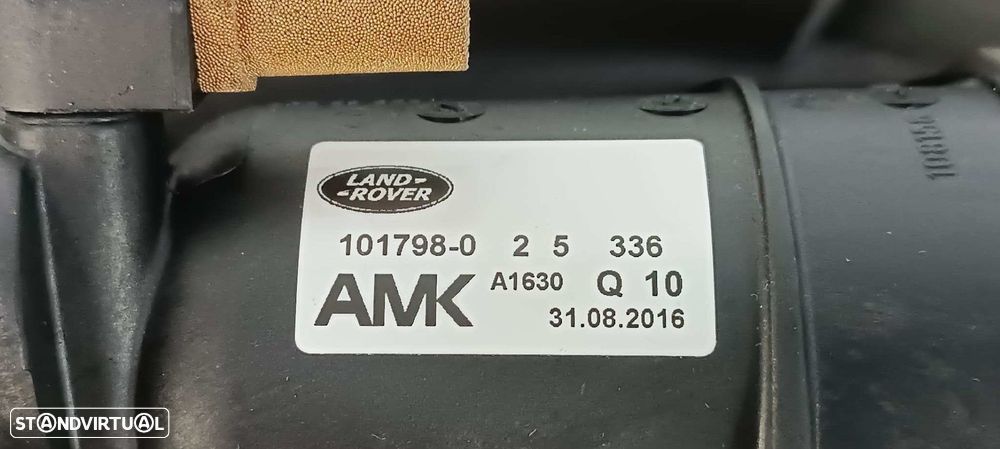 LAND-
-ROVER
101798-0 2 5 336
AMK A1630 Q 10
31.08.2016
STANDVIRTUAL